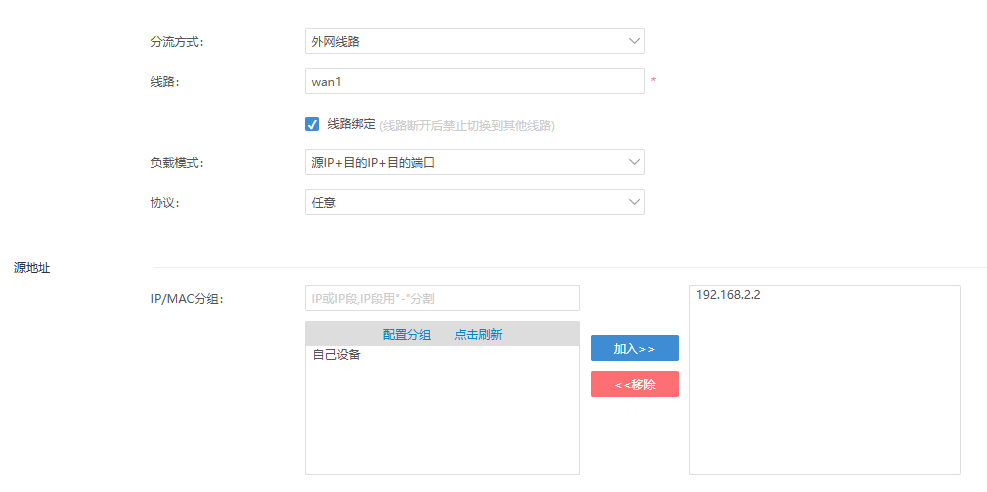 分流方式： 外网线路
线路： wan1 *
线路绑定 (线路断开后禁止切换到其他线路)
负载模式： 源IP+目的IP+目的端口
协议： 任意
源地址
IP/MAC分组： IP或IP段,IP段用"-"分割 192.168.2.2
配置分组 点击刷新
自己设备
加入>>
<<移除